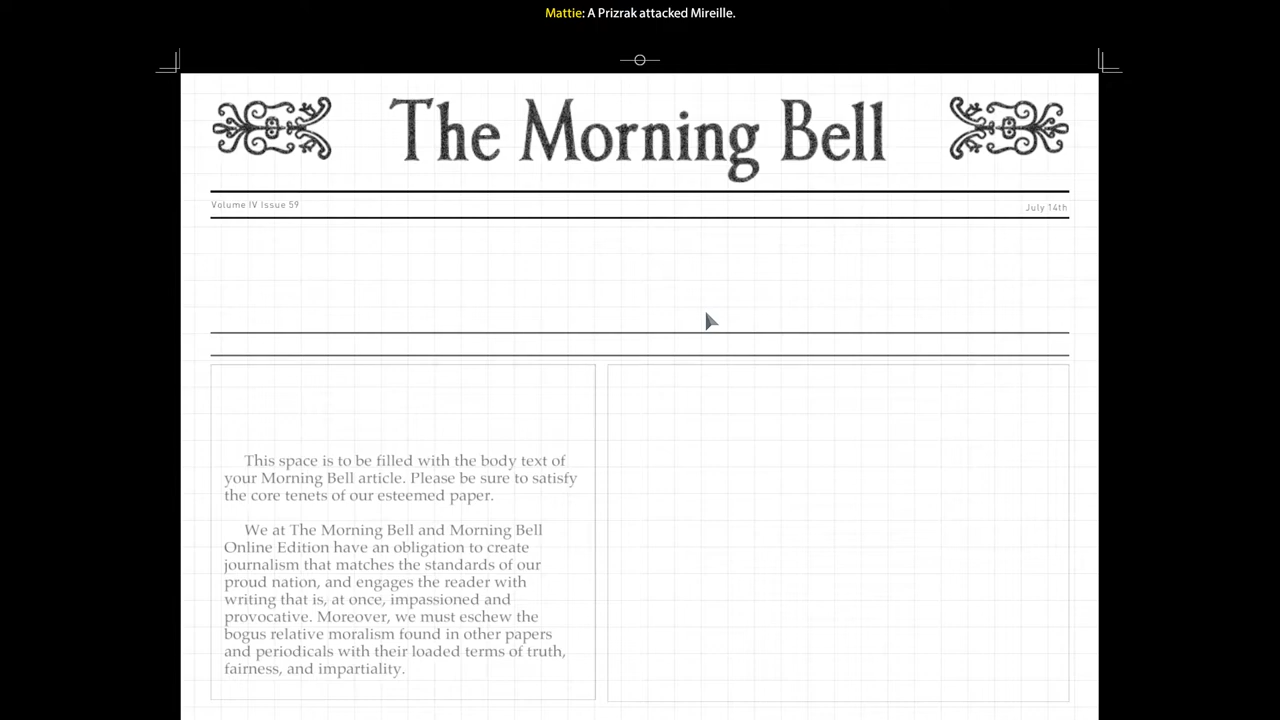 Mattie: A Prizrak attacked Mireille.
The Morning Bell
Volume IV Issue 59
July 14th
This space is to be filled with the body text of
your Morning Bell article. Please be sure to satisfy
the core tenets of our esteemed paper.
We at The Morning Bell and Morning Bell
Online Edition have an obligation to create
journalism that matches the standards of our
proud nation, and engages the reader with
writing that is, at once, impassioned and
provocative. Moreover, we must eschew the
bogus relative moralism found in other papers
and periodicals with their loaded terms of truth,
fairness, and impartiality.